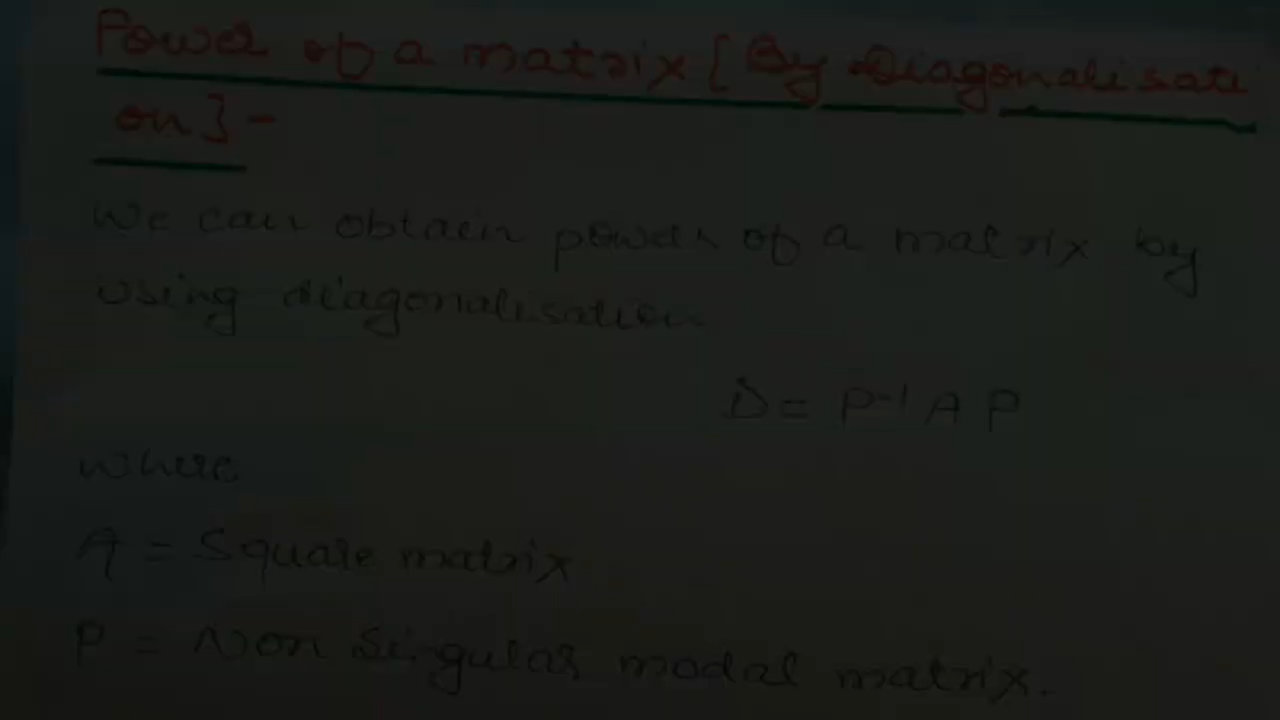 Power of a matrix [By Diagonalisati
on] -
We can obtain power of a matrix by
using diagonalisation
D = P-1 A P
where
A = Square matrix
P = Non Singular modal matrix.